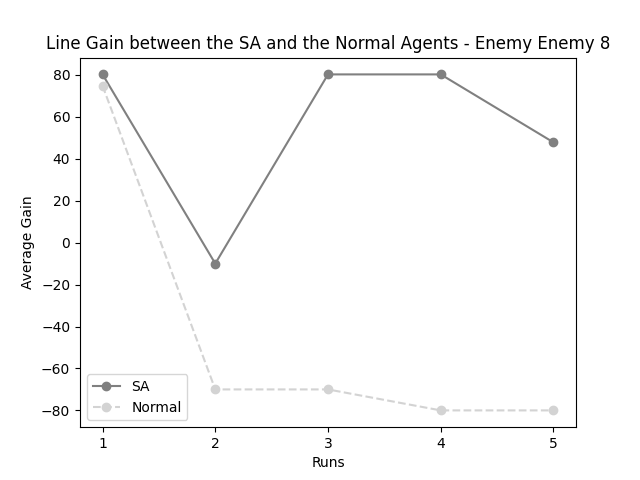 Line Gain between the SA and the Normal Agents - Enemy Enemy 8
80
60
40
20
0
−20
−40
−60
−80
Average Gain
SA
Normal
1 2 3 4 5
Runs